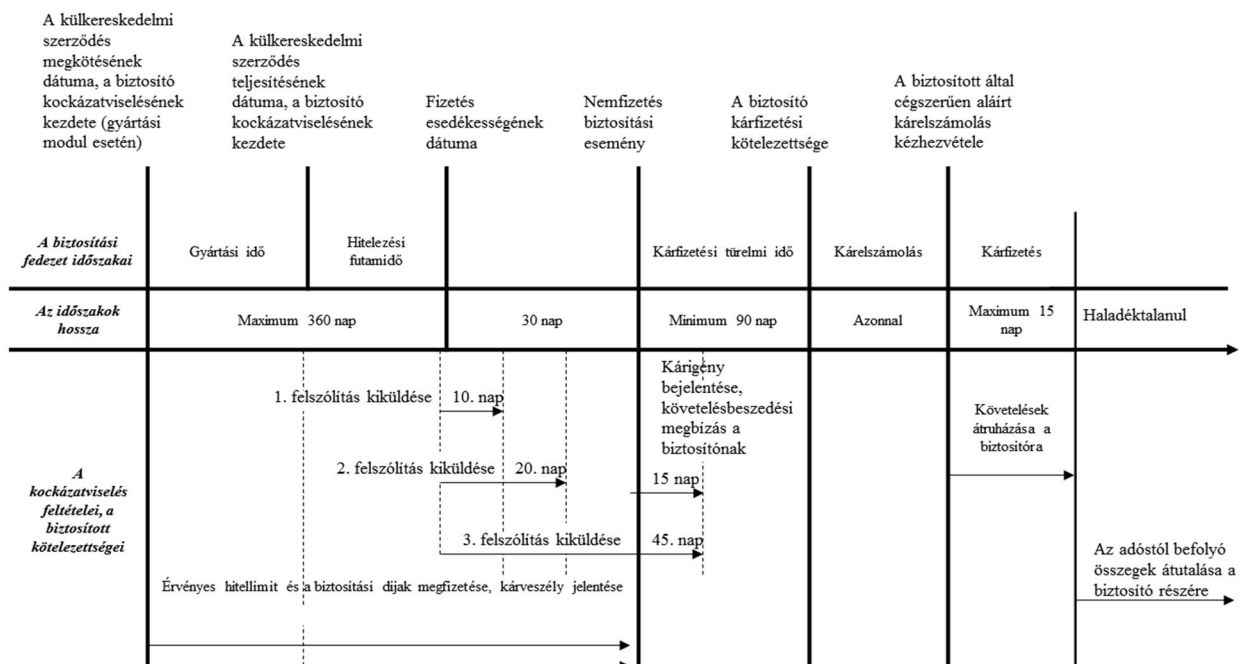 A külkereskedelmi
szerződés
megkötésének
dátuma, a biztosító
kockázatviselésének
kezdete (gyártási
modul esetén)
A külkereskedelmi
szerződés
teljesítésének
dátuma, a biztosító
kockázatviselésének
kezdete
Fizetés
esedékességének
dátuma
Nemfizetés
biztosítási
esemény
A biztosító
kárfizetési
kötelezettsége
A biztosított által
cégszerűen aláírt
kárelszámolás
kézhezvétele
A biztosítási
fedezet időszakai
Gyártási idő
Hitelezési
futamidő
Kárfizetési türelmi idő
Kárelszámolás
Kárfizetés
Az időszakok
hossza
Maximum 360 nap
30 nap
Minimum 90 nap
Azonnal
Maximum 15
nap
Haladéktalanul
A
kockázatviselés
feltételei, a
biztosított
kötelezettségei
1. felszólítás kiküldése
10. nap
2. felszólítás kiküldése
20. nap
3. felszólítás kiküldése
45. nap
Kárigény
bejelentése,
követelésbeszedési
megbízás a
biztosítónak
15 nap
Követelések
átruházása a
biztosítóra
Az adóstól befolyó
összegek átutalása a
biztosító részére
Érvényes hitellimit és a biztosítási díjak megfizetése, kárveszély jelentése